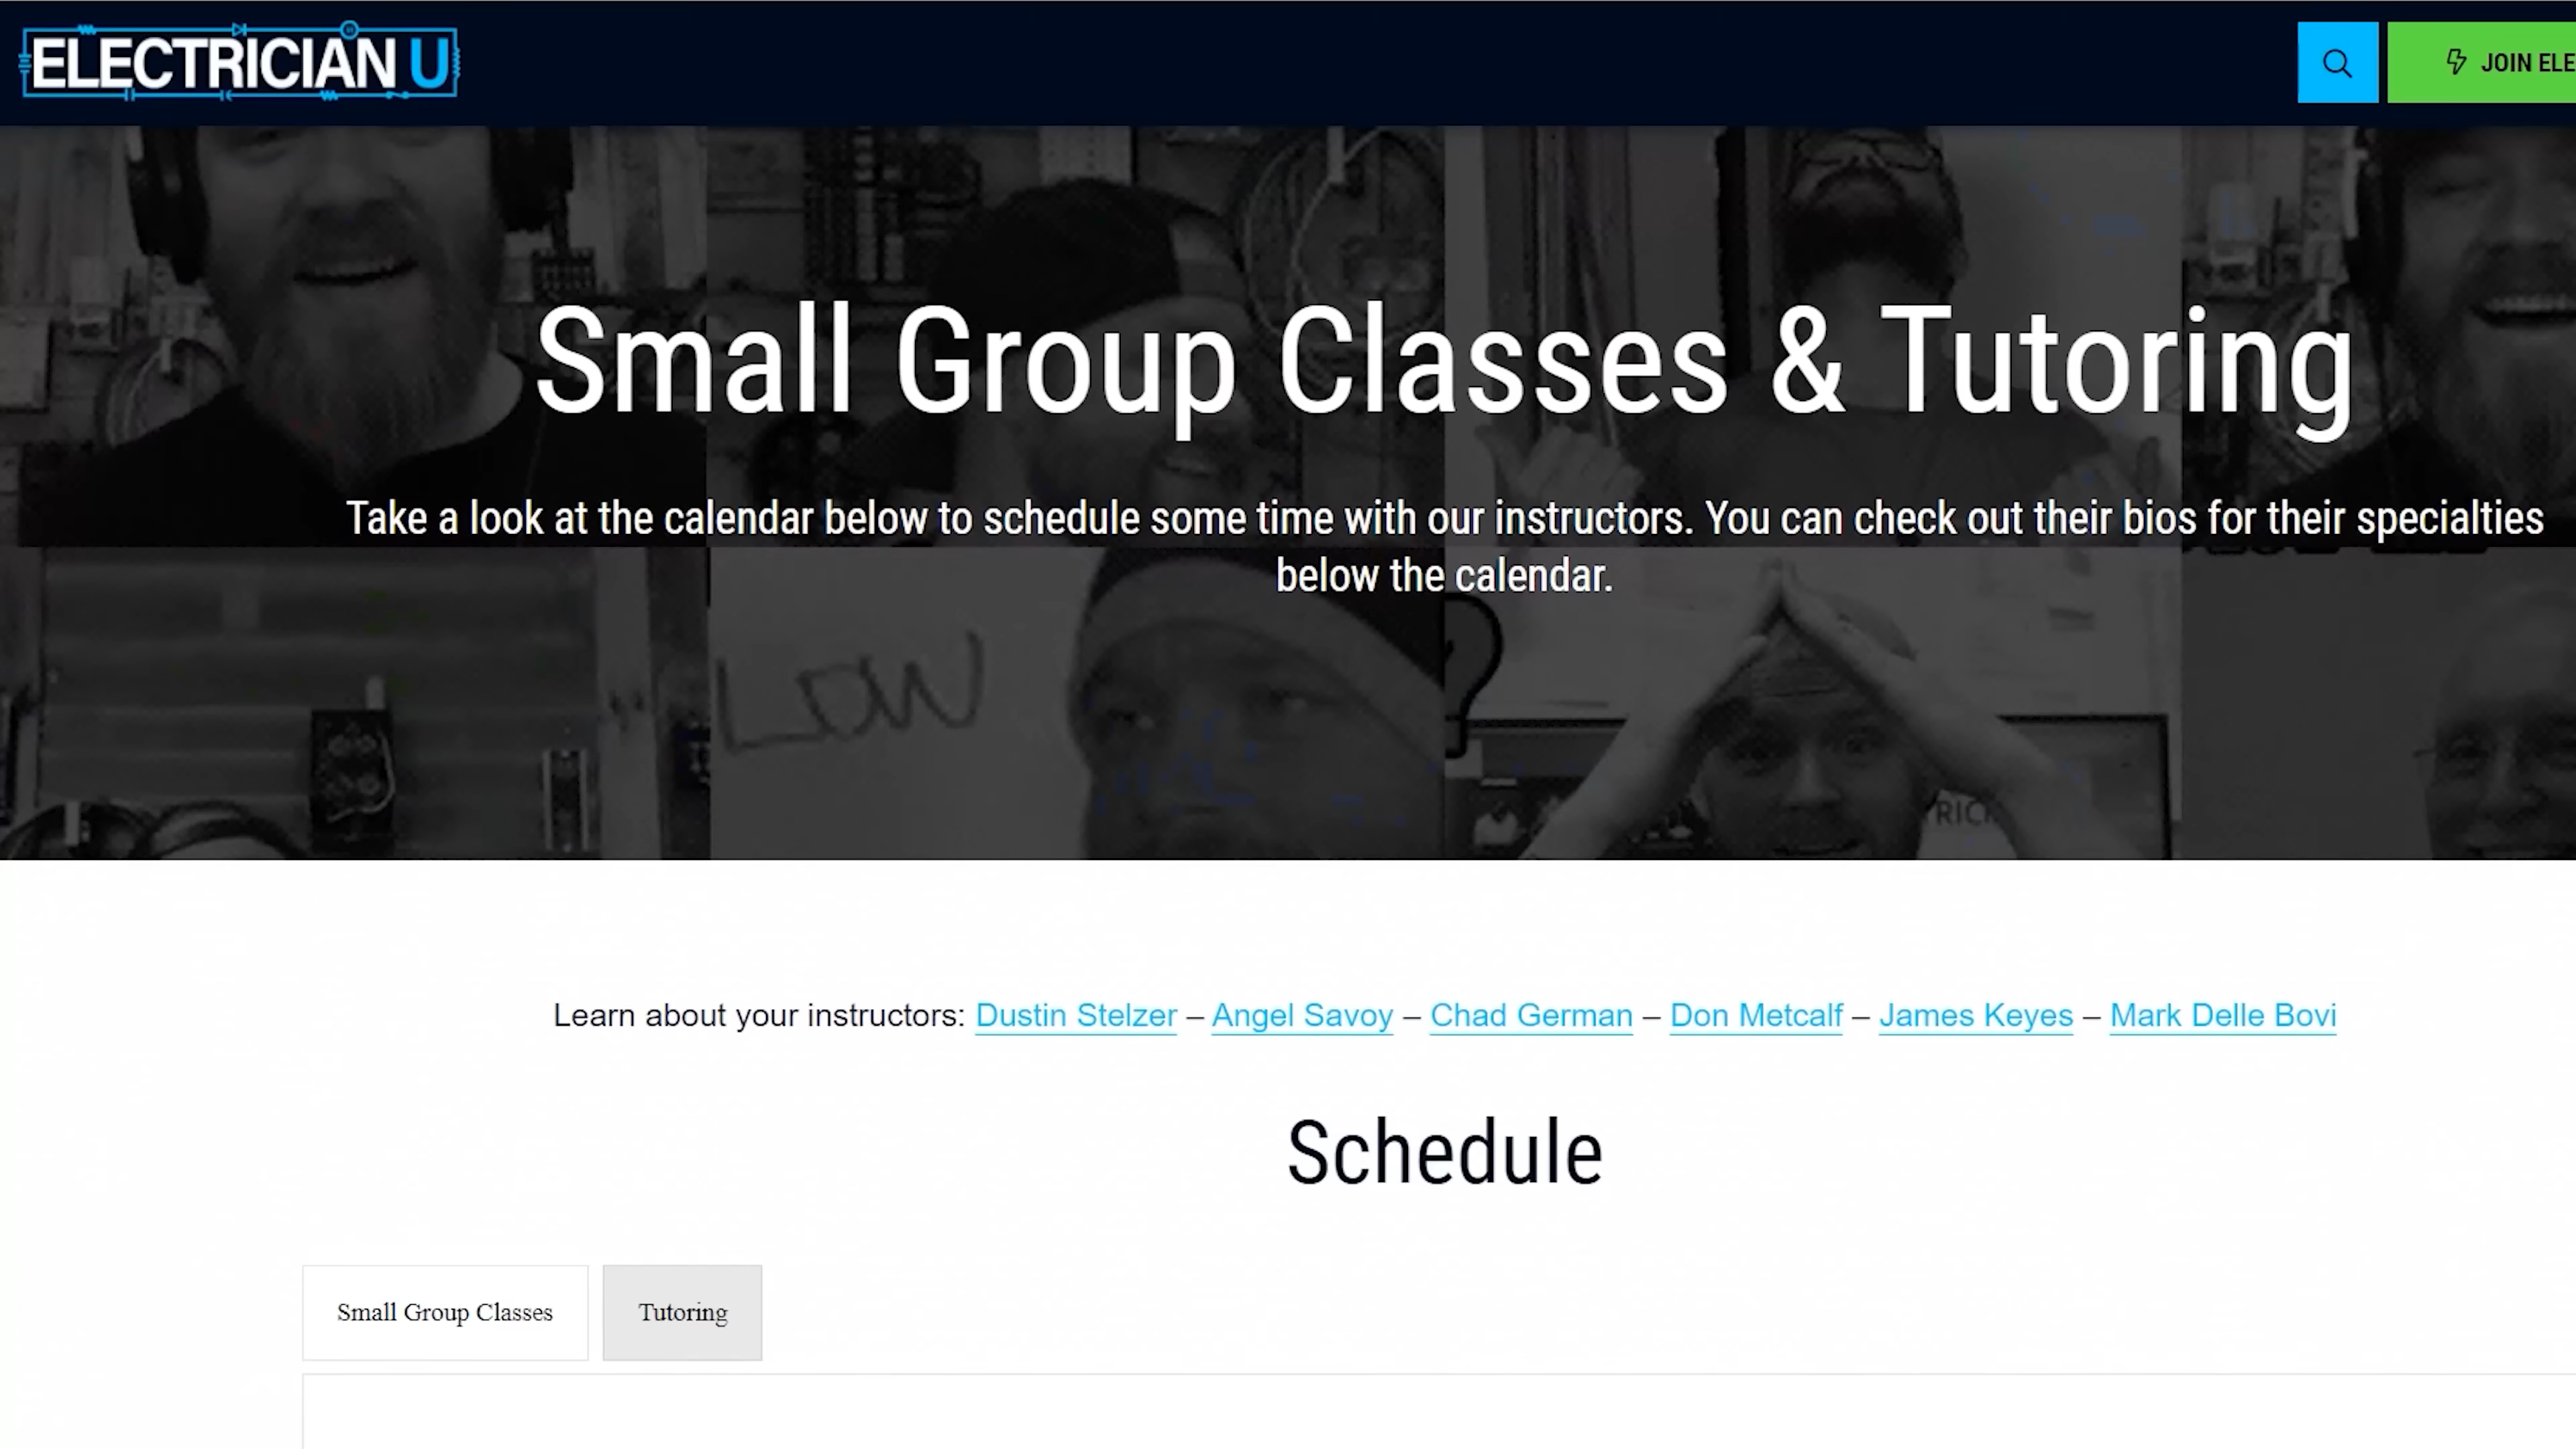 ELECTRICIAN U
JOIN ELE
Small Group Classes & Tutoring
Take a look at the calendar below to schedule some time with our instructors. You can check out their bios for their specialties
below the calendar.
LOW
?
RIC
Learn about your instructors: Dustin Stelzer – Angel Savoy – Chad German – Don Metcalf – James Keyes – Mark Delle Bovi
Schedule
Small Group Classes
Tutoring